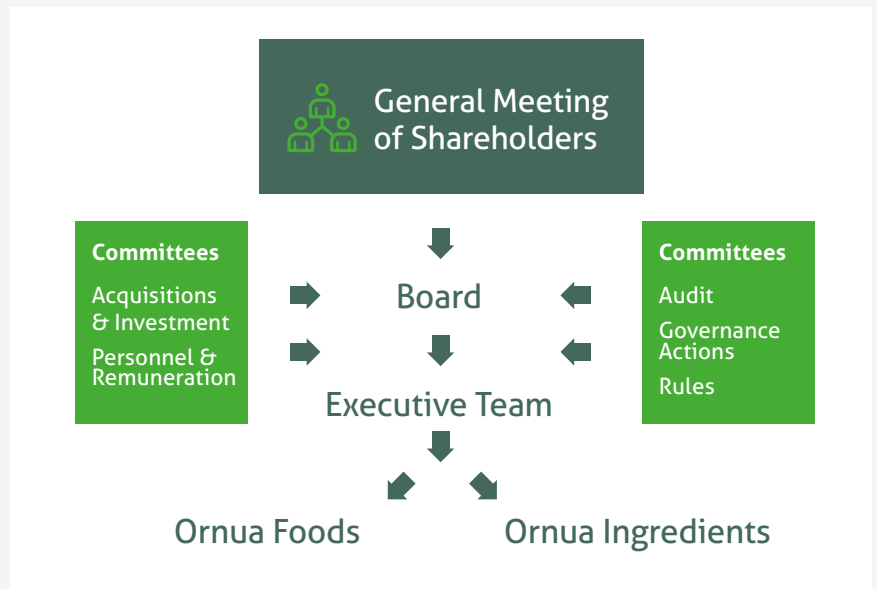 General Meeting
of Shareholders
Committees
Acquisitions
& Investment
Personnel &
Remuneration
Board
Executive Team
Committees
Audit
Governance
Actions
Rules
Ornua Foods
Ornua Ingredients